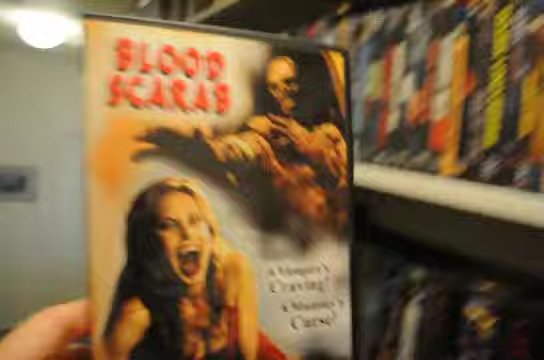 BLOOD
SCARAB
A Vampire's
Craving!
A Mummy's
Curse!